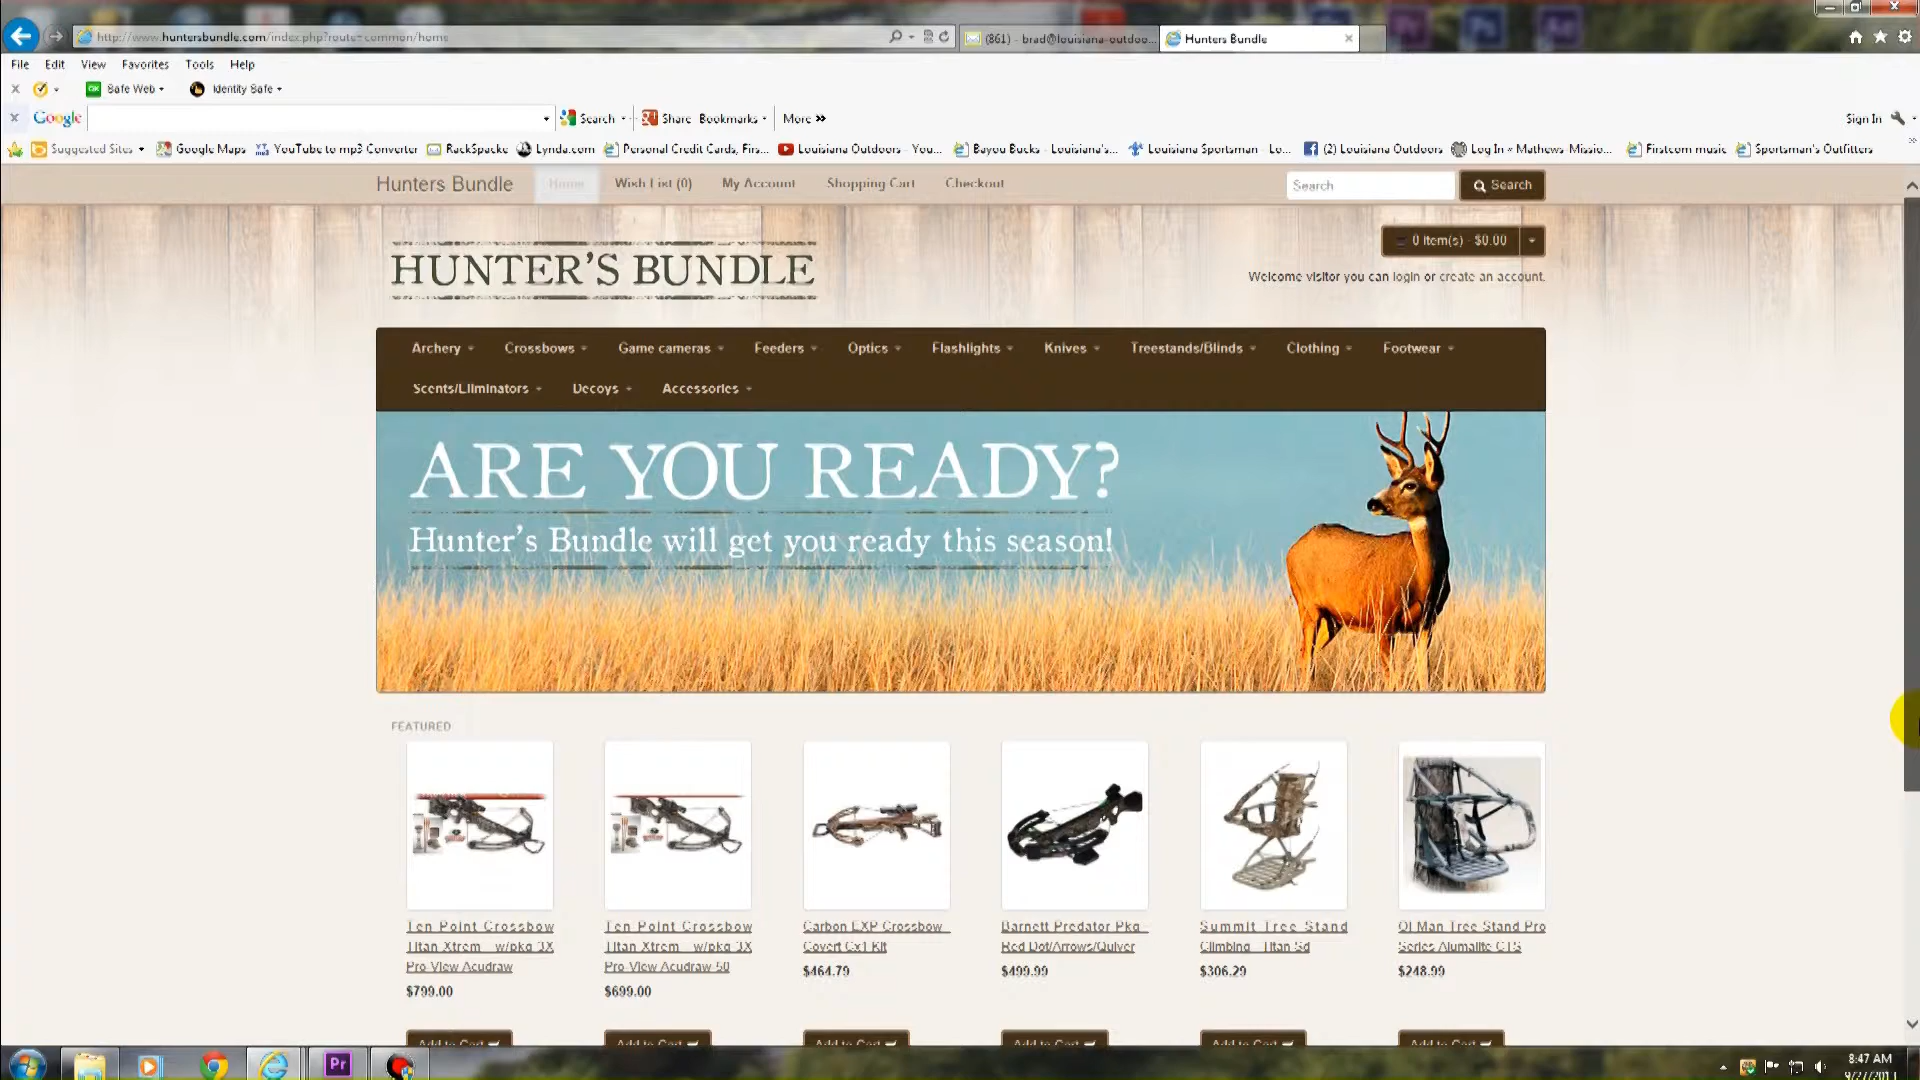 http://www.huntersbundle.com/index.php?route=common/home
(861) - brad@louisiana-outdoo...
Hunters Bundle
File Edit View Favorites Tools Help
Safe Web Identity Safe
Google Search Share Bookmarks More » Sign In
Suggested Sites Google Maps YouTube to mp3 Converter RackSpacke Lynda.com Personal Credit Cards, Firs... Louisiana Outdoors - You... Bayou Bucks - Louisiana's... Louisiana Sportsman - Lo... (2) Louisiana Outdoors Log In « Mathews Missio... Firstcom music Sportsman's Outfitters
Hunters Bundle Home Wish List (0) My Account Shopping Cart Checkout Search Search
0 item(s) - $0.00
HUNTER'S BUNDLE
Welcome visitor you can login or create an account.
Archery Crossbows Game cameras Feeders Optics Flashlights Knives Treestands/Blinds Clothing Footwear
Scents/Eliminators Decoys Accessories
ARE YOU READY?
Hunter's Bundle will get you ready this season!
FEATURED
Ten Point Crossbow Titan Xtrem w/pkg 3X Pro-View Acudraw
$799.00
Ten Point Crossbow Titan Xtrem w/pkg 3X Pro-View Acudraw 50
$699.00
Carbon EXP Crossbow Covert Cx1 Kit
$464.79
Barnett Predator Pkg Red Dot/Arrows/Quiver
$499.99
Summit Tree Stand Climbing - Titan Sd
$306.29
Ol Man Tree Stand Pro Series Alumalite CTS
$248.99
Add to Cart Add to Cart Add to Cart Add to Cart Add to Cart Add to Cart
Pr
8:47 AM